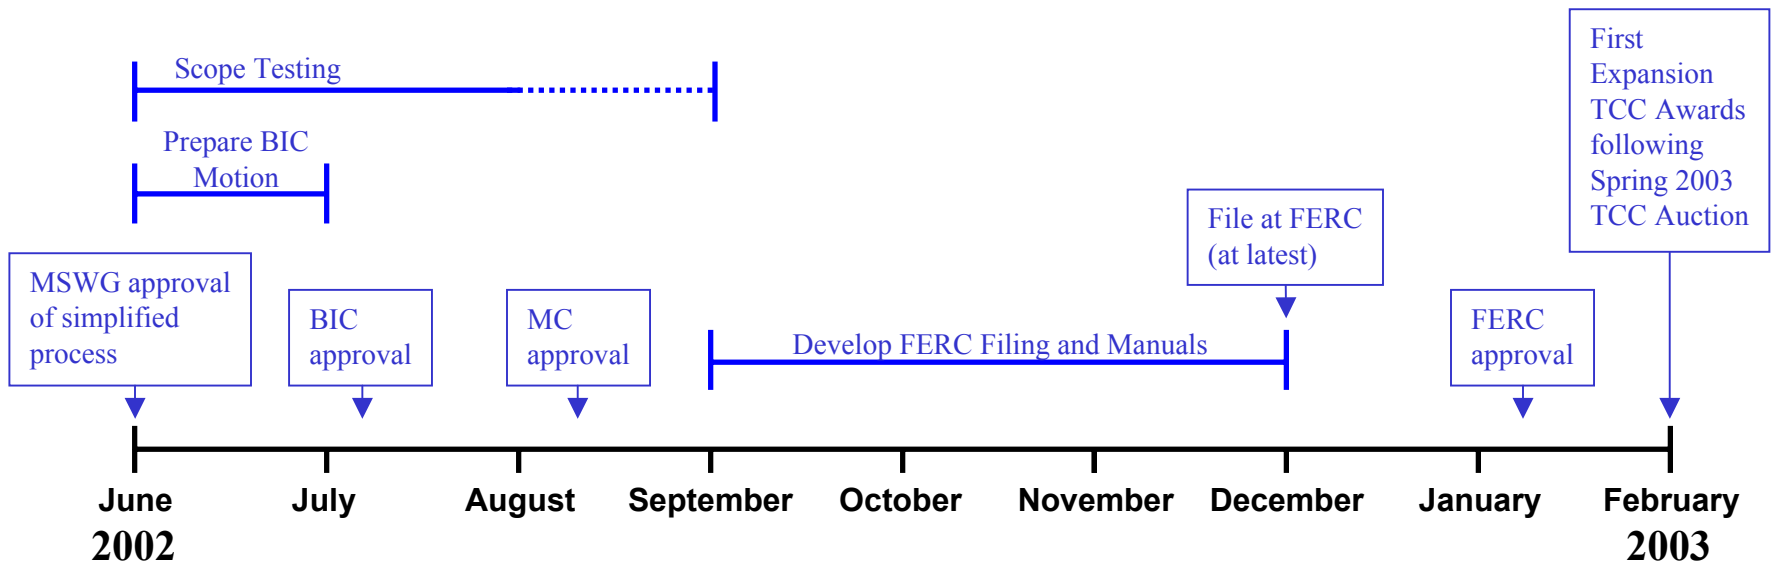 Scope Testing
Prepare BIC
Motion
MSWG approval
of simplified
process
BIC
approval
MC
approval
Develop FERC Filing and Manuals
File at FERC
(at latest)
FERC
approval
First
Expansion
TCC Awards
following
Spring 2003
TCC Auction
June July August September October November December January February
2002 2003